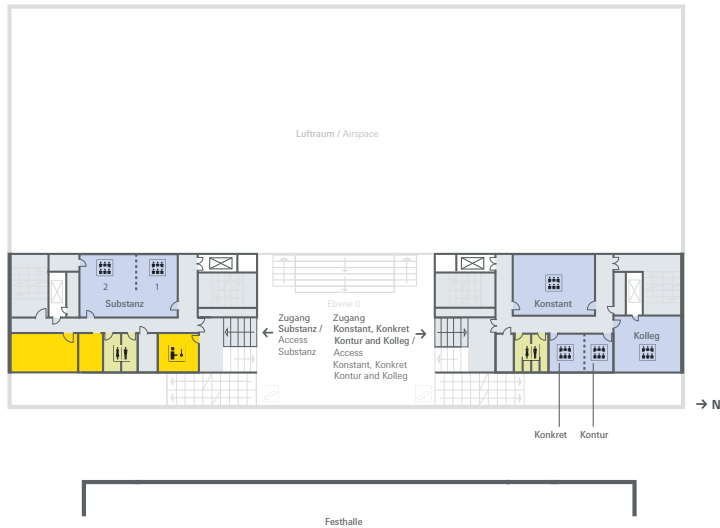 Luftraum / Airspace
2
1
Substanz
Ebene 0
Zugang
Substanz /
Access
Substanz
Zugang
Konstant, Konkret
Kontur and Kolleg /
Access
Konstant, Konkret
Kontur and Kolleg
Konstant
Kolleg
N
Konkret
Kontur
Festhalle